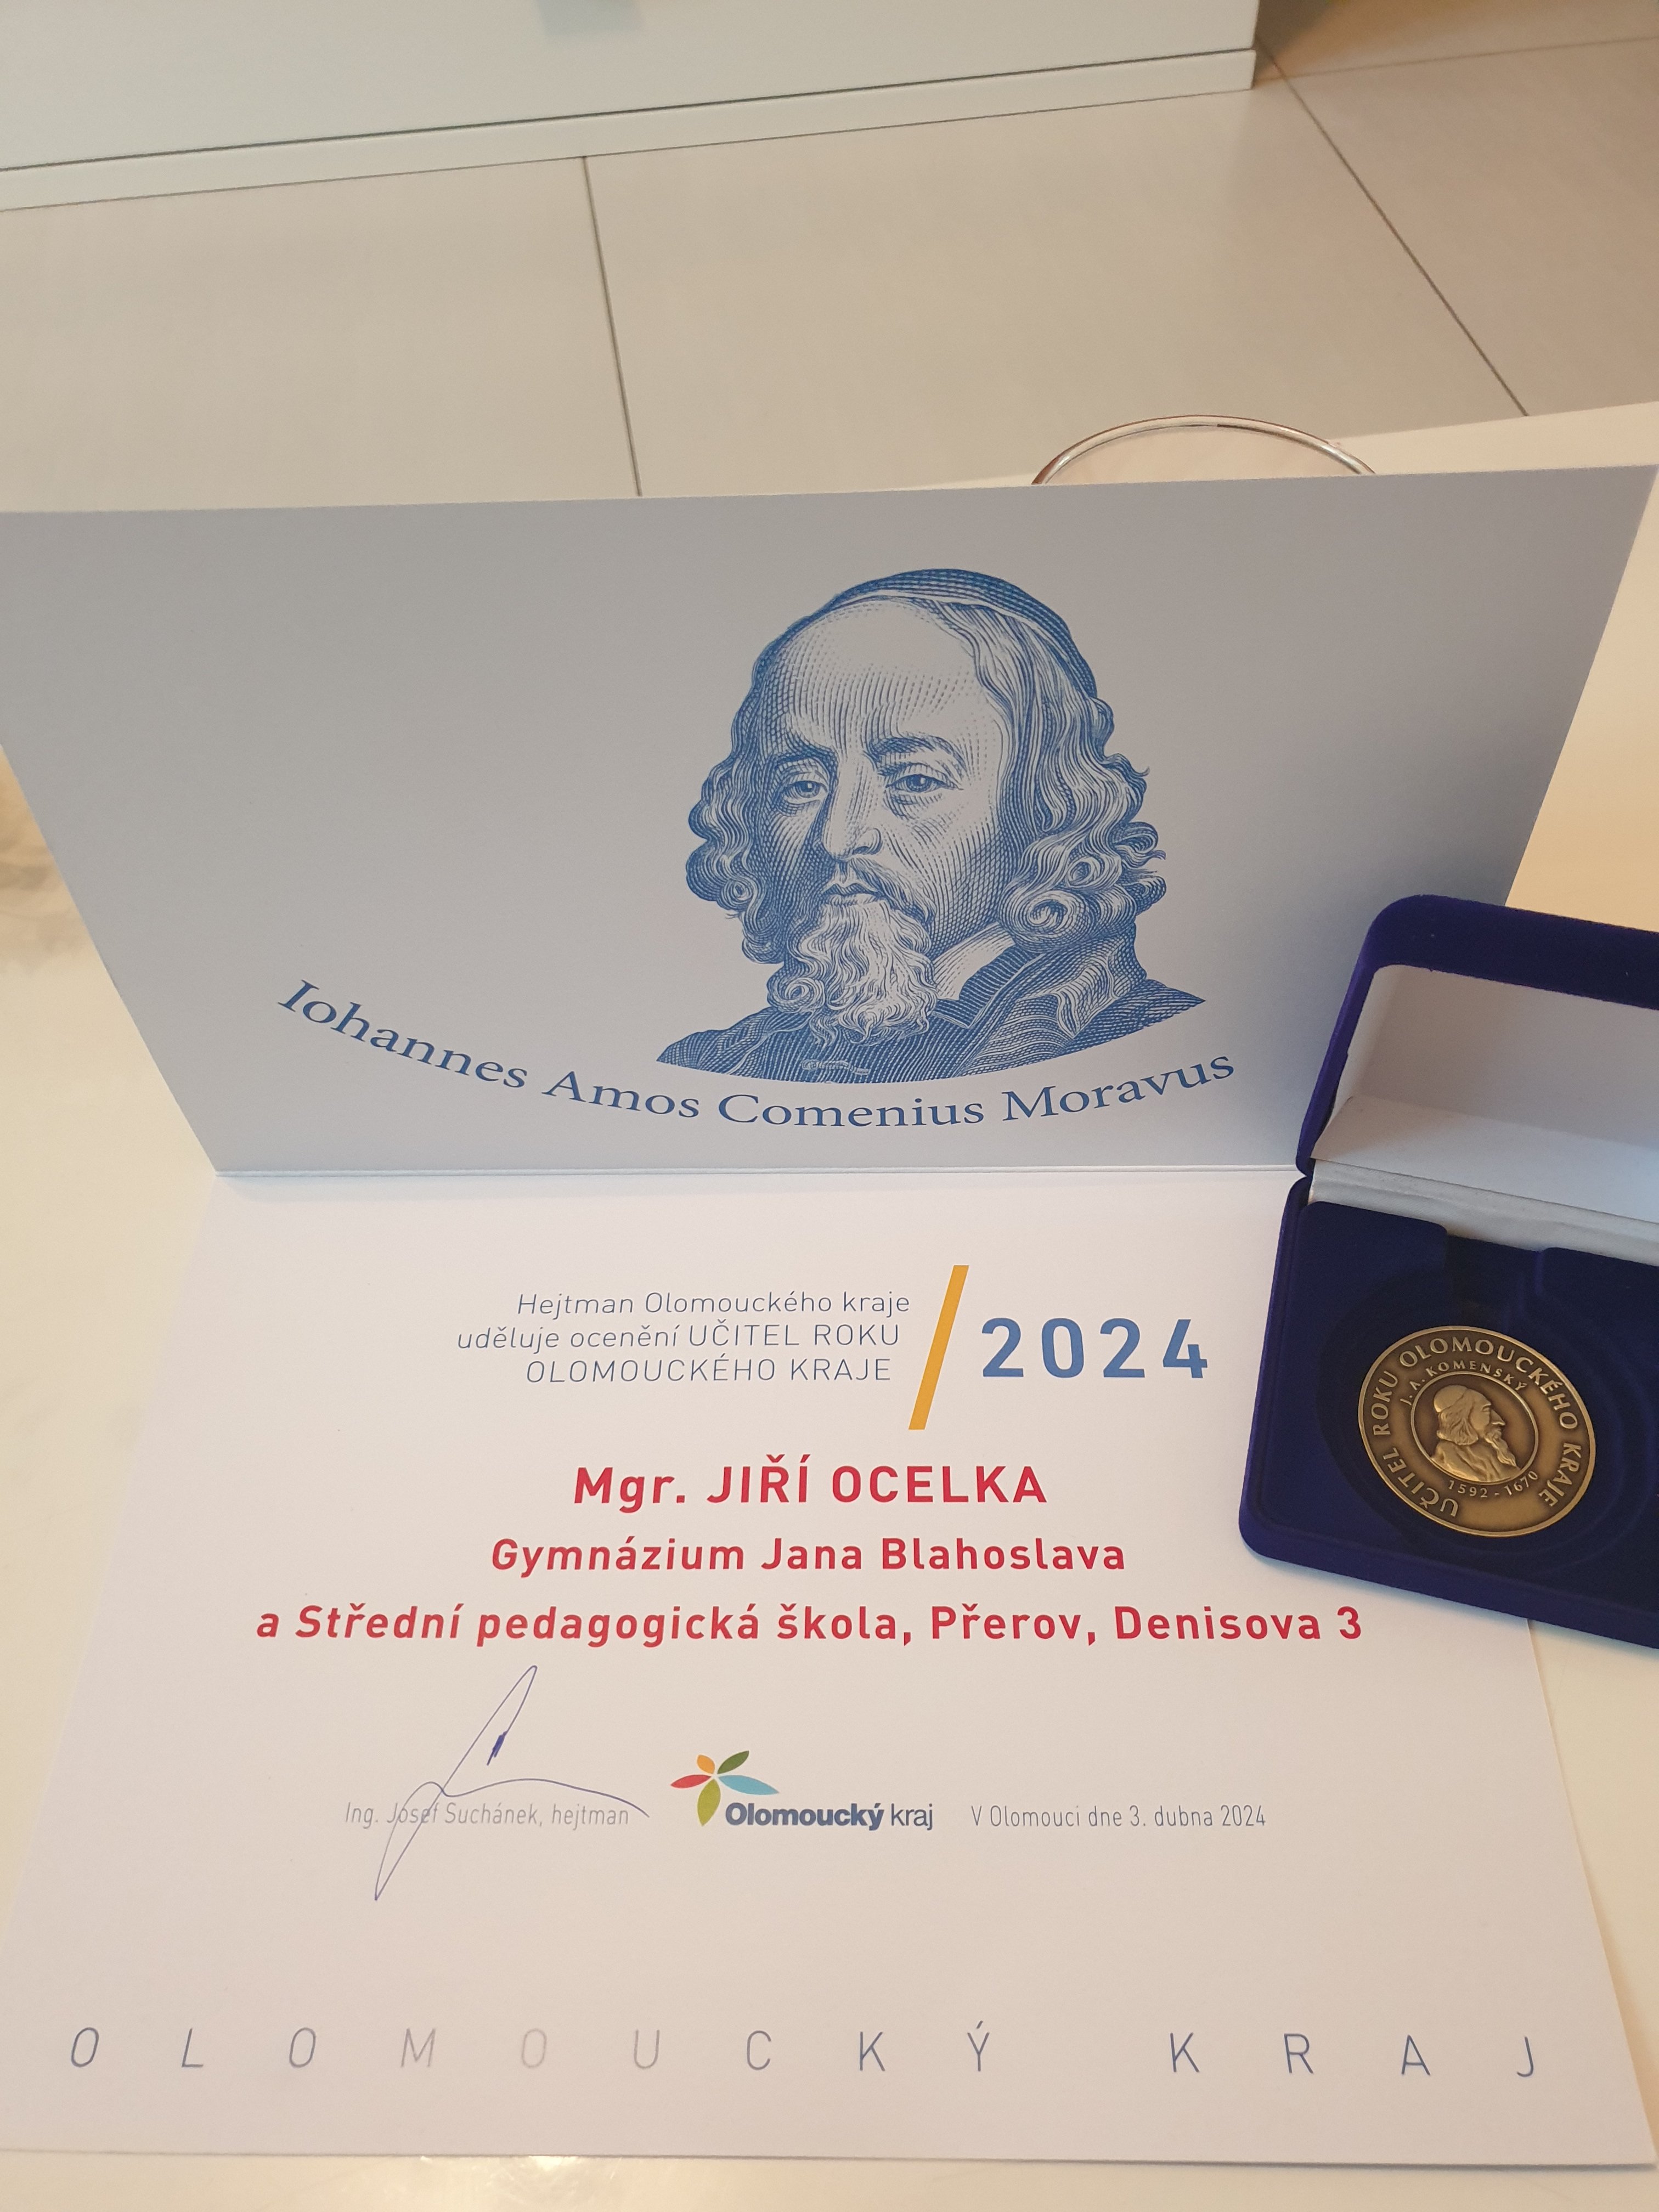 Iohannes Amos Comenius Moravus
Hejtman Olomouckého kraje
uděluje ocenění UČITEL ROKU
OLOMOUCKÉHO KRAJE
2024
Mgr. JIŘÍ OCELKA
Gymnázium Jana Blahoslava
a Střední pedagogická škola, Přerov, Denisova 3
Ing. Josef Suchánek, hejtman
Olomoucký kraj
V Olomouci dne 3. dubna 2024
OLOMOUCKÝ KRAJ
UČITEL ROKU OLOMOUCKÉHO KRAJE
J. A. KOMENSKÝ
1592 - 1670